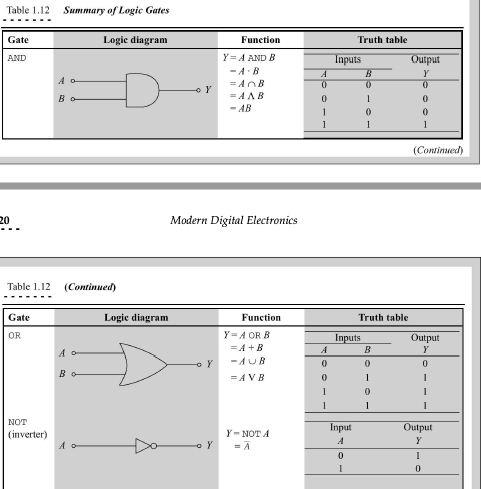 Table 1.12 Summary of Logic Gates
Gate Logic diagram Function Truth table
AND
A
B
Y
Y = A AND B
= A · B
= A ∩ B
= A Λ B
= AB
Inputs Output
A B Y
0 0 0
0 1 0
1 0 0
1 1 1
(Continued)
20 Modern Digital Electronics
Table 1.12 (Continued)
Gate Logic diagram Function Truth table
OR
A
B
Y
Y = A OR B
= A + B
= A ∪ B
= A V B
Inputs Output
A B Y
0 0 0
0 1 1
1 0 1
1 1 1
NOT
(inverter)
A Y
Y = NOT A
= A̅
Input Output
A Y
0 1
1 0